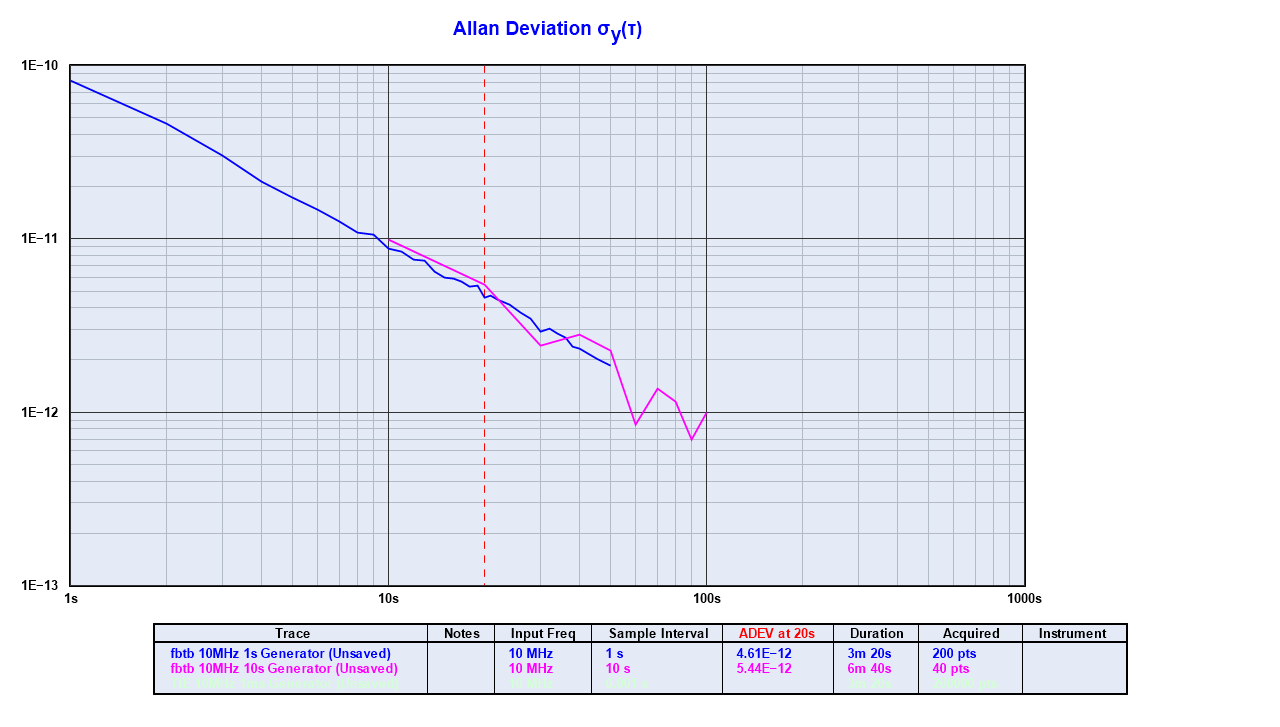 Allan Deviation σy(τ)
1E−10
1E−11
1E−12
1E−13
1s 10s 100s 1000s
Trace Notes Input Freq Sample Interval ADEV at 20s Duration Acquired Instrument
fbtb 10MHz 1s Generator (Unsaved) 10 MHz 1 s 4.61E−12 3m 20s 200 pts
fbtb 10MHz 10s Generator (Unsaved) 10 MHz 10 s 5.44E−12 6m 40s 40 pts